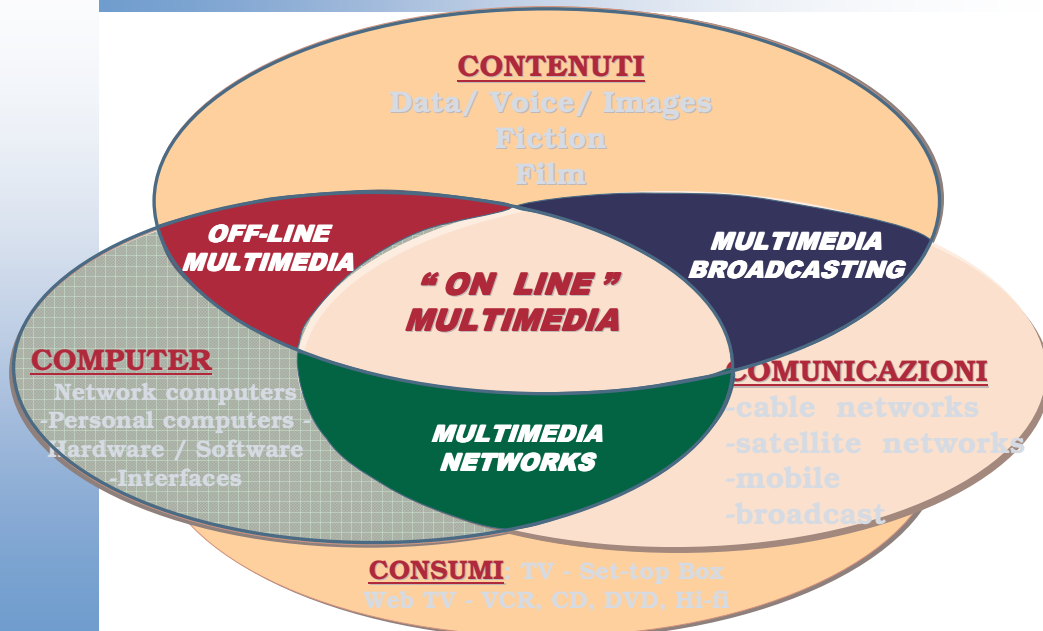 CONTENUTI
Data/ Voice/ Images
Fiction
Film
OFF-LINE
MULTIMEDIA
MULTIMEDIA
BROADCASTING
“ ON LINE ”
MULTIMEDIA
COMPUTER
Network computers
-Personal computers -
Hardware / Software
-Interfaces
COMUNICAZIONI
-cable networks
-satellite networks
-mobile
-broadcast
MULTIMEDIA
NETWORKS
CONSUMI: TV - Set-top Box
Web TV - VCR, CD, DVD, Hi-fi